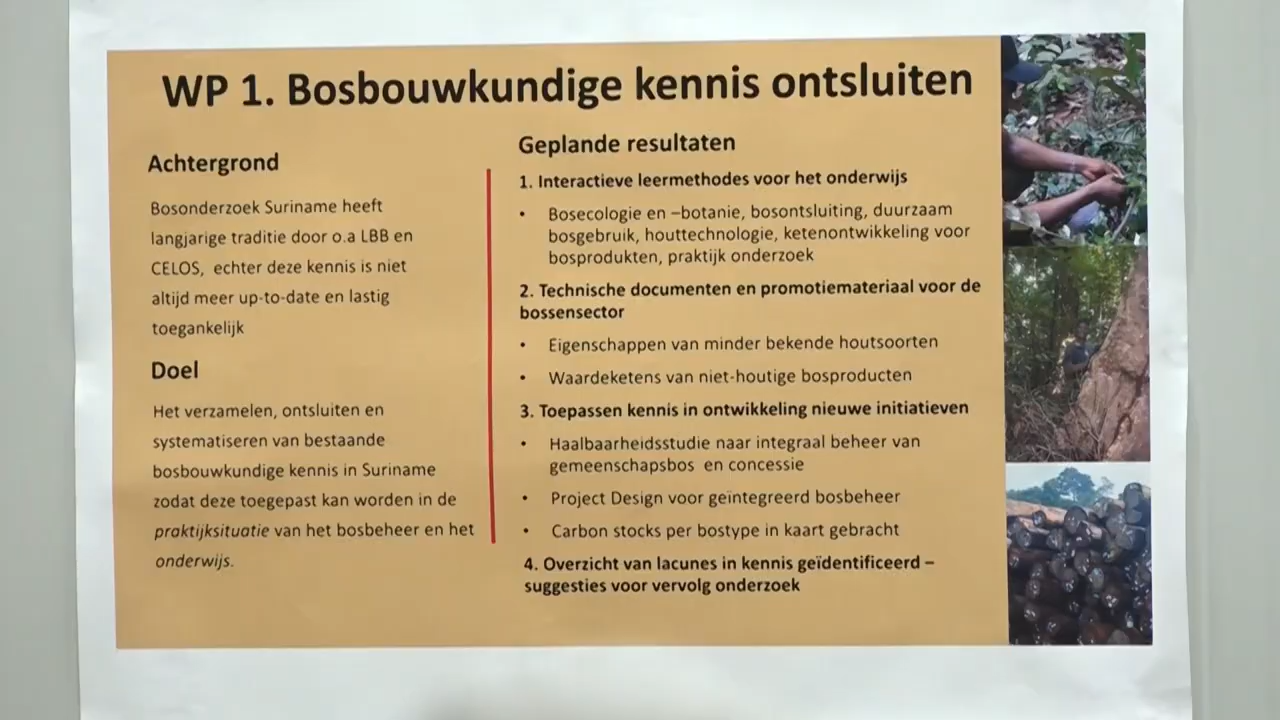 WP 1. Bosbouwkundige kennis ontsluiten
Achtergrond
Bosonderzoek Suriname heeft
langjarige traditie door o.a LBB en
CELOS, echter deze kennis is niet
altijd meer up-to-date en lastig
toegankelijk
Doel
Het verzamelen, ontsluiten en
systematiseren van bestaande
bosbouwkundige kennis in Suriname
zodat deze toegepast kan worden in de
praktijksituatie van het bosbeheer en het
onderwijs.
Geplande resultaten
1. Interactieve leermethodes voor het onderwijs
• Bosecologie en –botanie, bosontsluiting, duurzaam
bosgebruik, houttechnologie, ketenontwikkeling voor
bosprodukten, praktijk onderzoek
2. Technische documenten en promotiemateriaal voor de
bossensector
• Eigenschappen van minder bekende houtsoorten
• Waardeketens van niet-houtige bosproducten
3. Toepassen kennis in ontwikkeling nieuwe initiatieven
• Haalbaarheidsstudie naar integraal beheer van
gemeenschapsbos en concessie
• Project Design voor geïntegreerd bosbeheer
• Carbon stocks per bostype in kaart gebracht
4. Overzicht van lacunes in kennis geïdentificeerd –
suggesties voor vervolg onderzoek